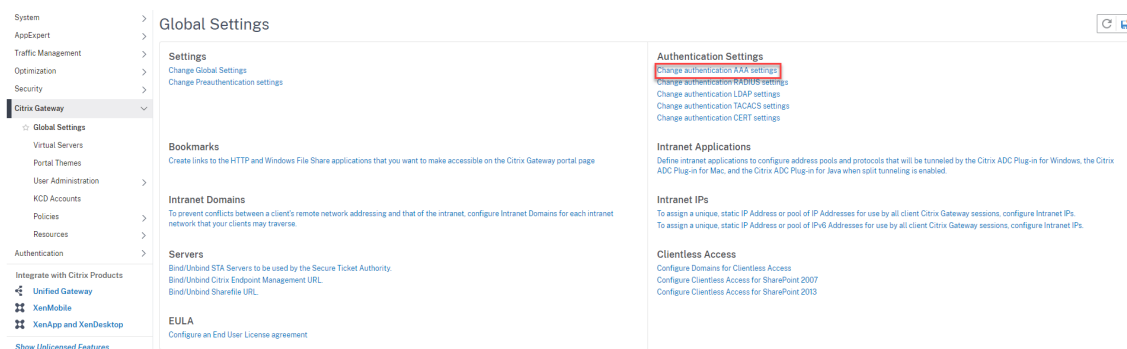 System
AppExpert
Traffic Management
Optimization
Security
Citrix Gateway
Global Settings
Virtual Servers
Portal Themes
User Administration
KCD Accounts
Policies
Resources
Authentication
Integrate with Citrix Products
Unified Gateway
XenMobile
XenApp and XenDesktop
Show Unlicensed Features
Global Settings
Settings
Change Global Settings
Change Preauthentication settings
Authentication Settings
Change authentication AAA settings
Change authentication RADIUS settings
Change authentication LDAP settings
Change authentication TACACS settings
Change authentication CERT settings
Bookmarks
Create links to the HTTP and Windows File Share applications that you want to make accessible on the Citrix Gateway portal page
Intranet Applications
Define intranet applications to configure address pools and protocols that will be tunneled by the Citrix ADC Plug-in for Windows, the Citrix
ADC Plug-in for Mac, and the Citrix ADC Plug-in for Java when split tunneling is enabled.
Intranet Domains
To prevent conflicts between a client's remote network addressing and that of the intranet, configure Intranet Domains for each intranet
network that your clients may traverse.
Intranet IPs
To assign a unique, static IP Address or pool of IP Addresses for use by all client Citrix Gateway sessions, configure Intranet IPs.
To assign a unique, static IP Address or pool of IPv6 Addresses for use by all client Citrix Gateway sessions, configure Intranet IPs.
Servers
Bind/Unbind STA Servers to be used by the Secure Ticket Authority.
Bind/Unbind Citrix Endpoint Management URL.
Bind/Unbind Sharefile URL.
Clientless Access
Configure Domains for Clientless Access
Configure Clientless Access for SharePoint 2007
Configure Clientless Access for SharePoint 2013
EULA
Configure an End User License agreement